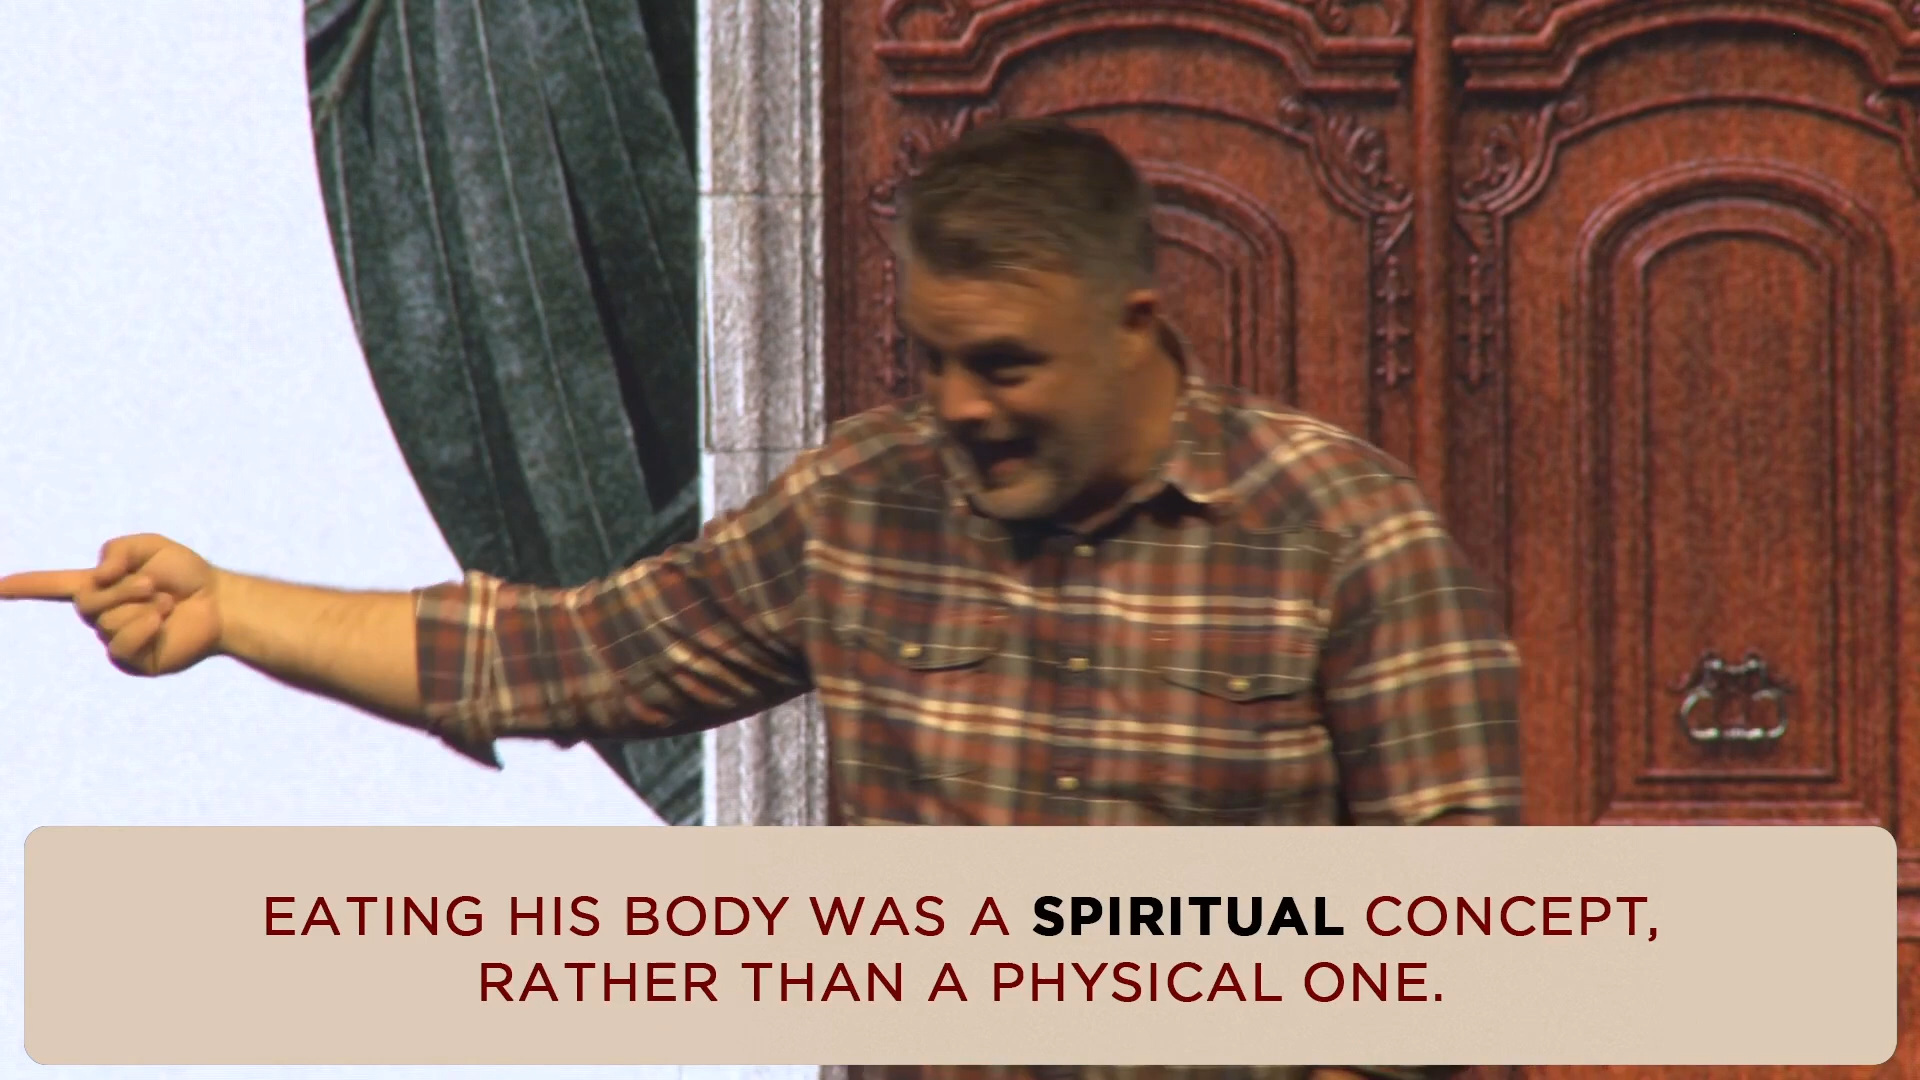 EATING HIS BODY WAS A SPIRITUAL CONCEPT,
RATHER THAN A PHYSICAL ONE.